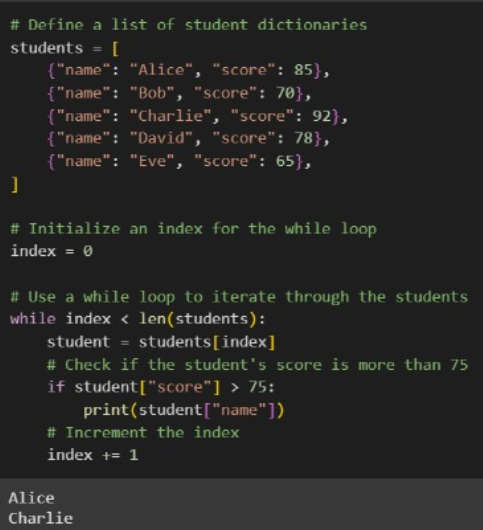 # Define a list of student dictionaries
students = [
    {"name": "Alice", "score": 85},
    {"name": "Bob", "score": 70},
    {"name": "Charlie", "score": 92},
    {"name": "David", "score": 78},
    {"name": "Eve", "score": 65},
]
# Initialize an index for the while loop
index = 0
# Use a while loop to iterate through the students
while index < len(students):
    student = students[index]
    # Check if the student's score is more than 75
    if student["score"] > 75:
        print(student["name"])
    # Increment the index
    index += 1
Alice
Charlie